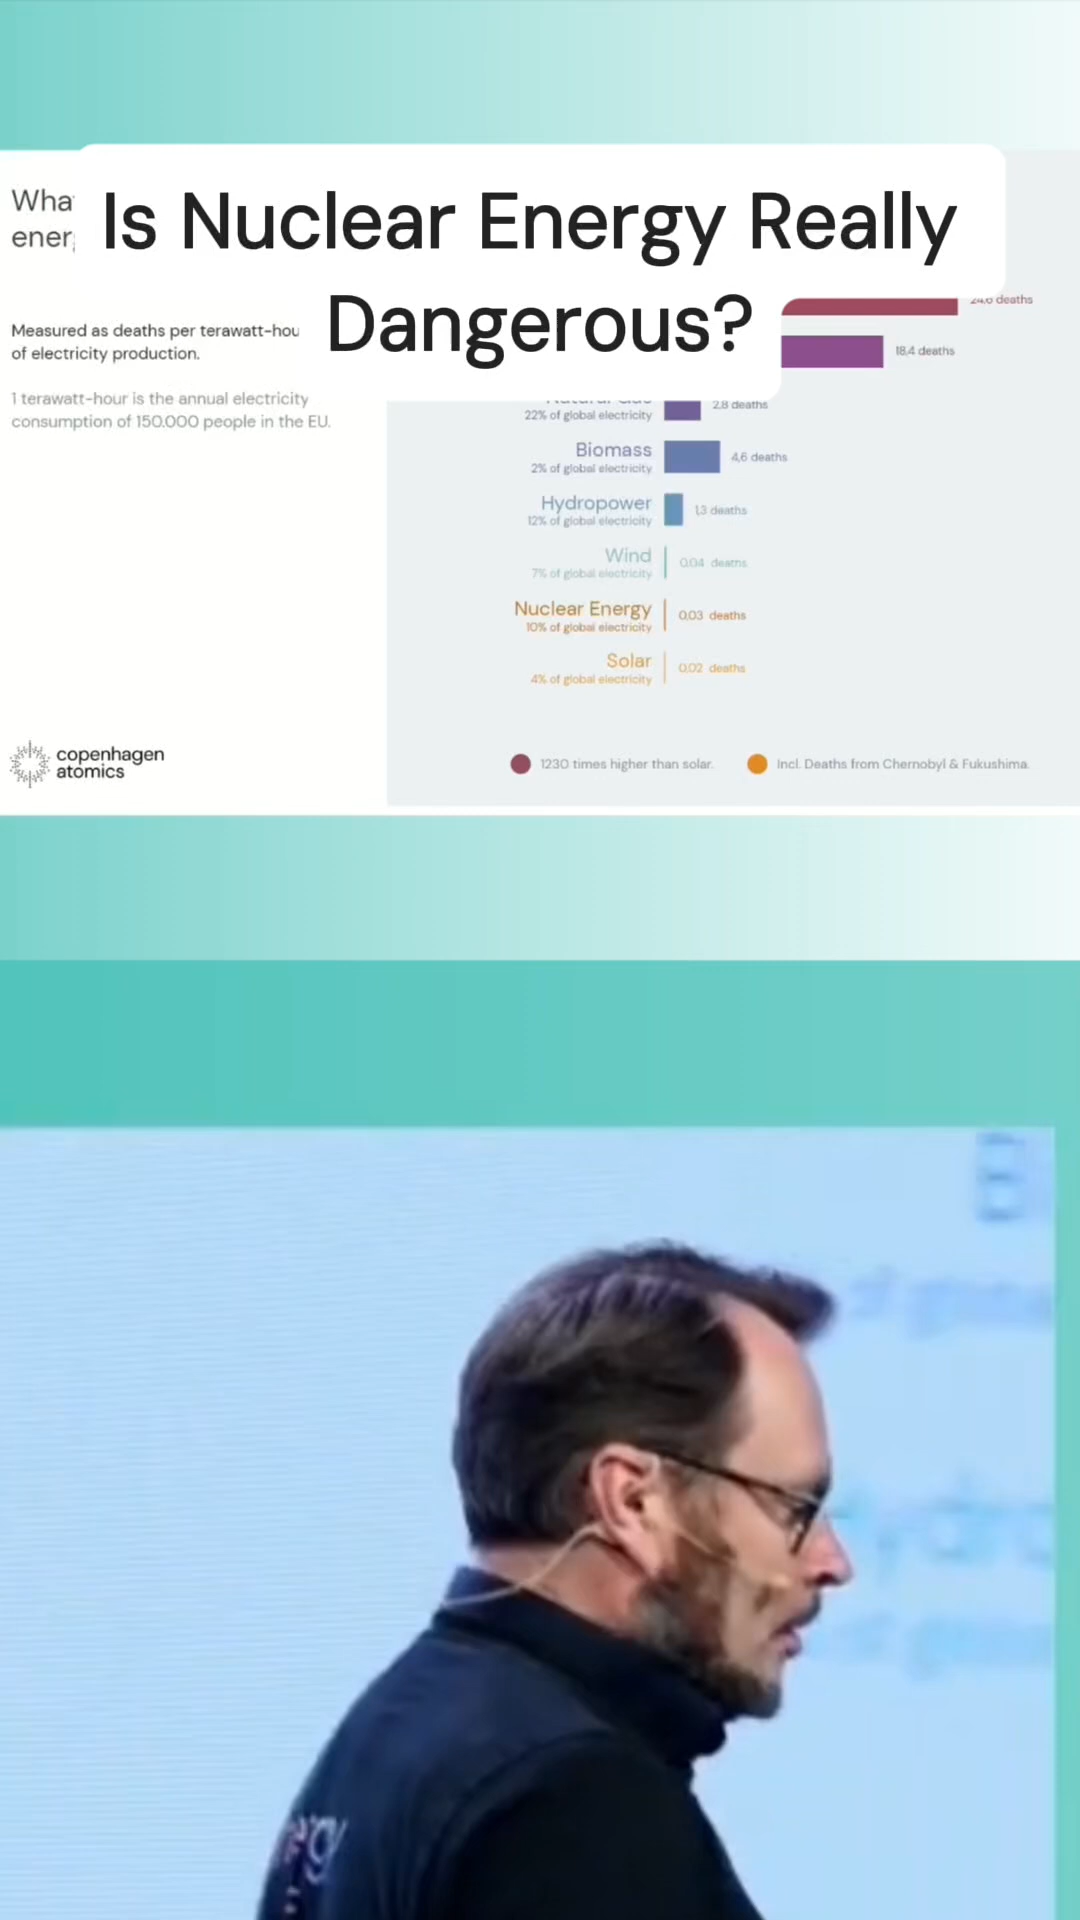 Is Nuclear Energy Really
Dangerous?
Wha
ener
Measured as deaths per terawatt-hou
of electricity production.
1 terawatt-hour is the annual electricity
consumption of 150.000 people in the EU.
24,6 deaths
18,4 deaths
2,8 deaths
22% of global electricity
Biomass
2% of global electricity
4,6 deaths
Hydropower
12% of global electricity
1,3 deaths
Wind
7% of global electricity
0,04 deaths
Nuclear Energy
10% of global electricity
0,03 deaths
Solar
4% of global electricity
0,02 deaths
copenhagen
atomics
1230 times higher than solar.
Incl. Deaths from Chernobyl & Fukushima.